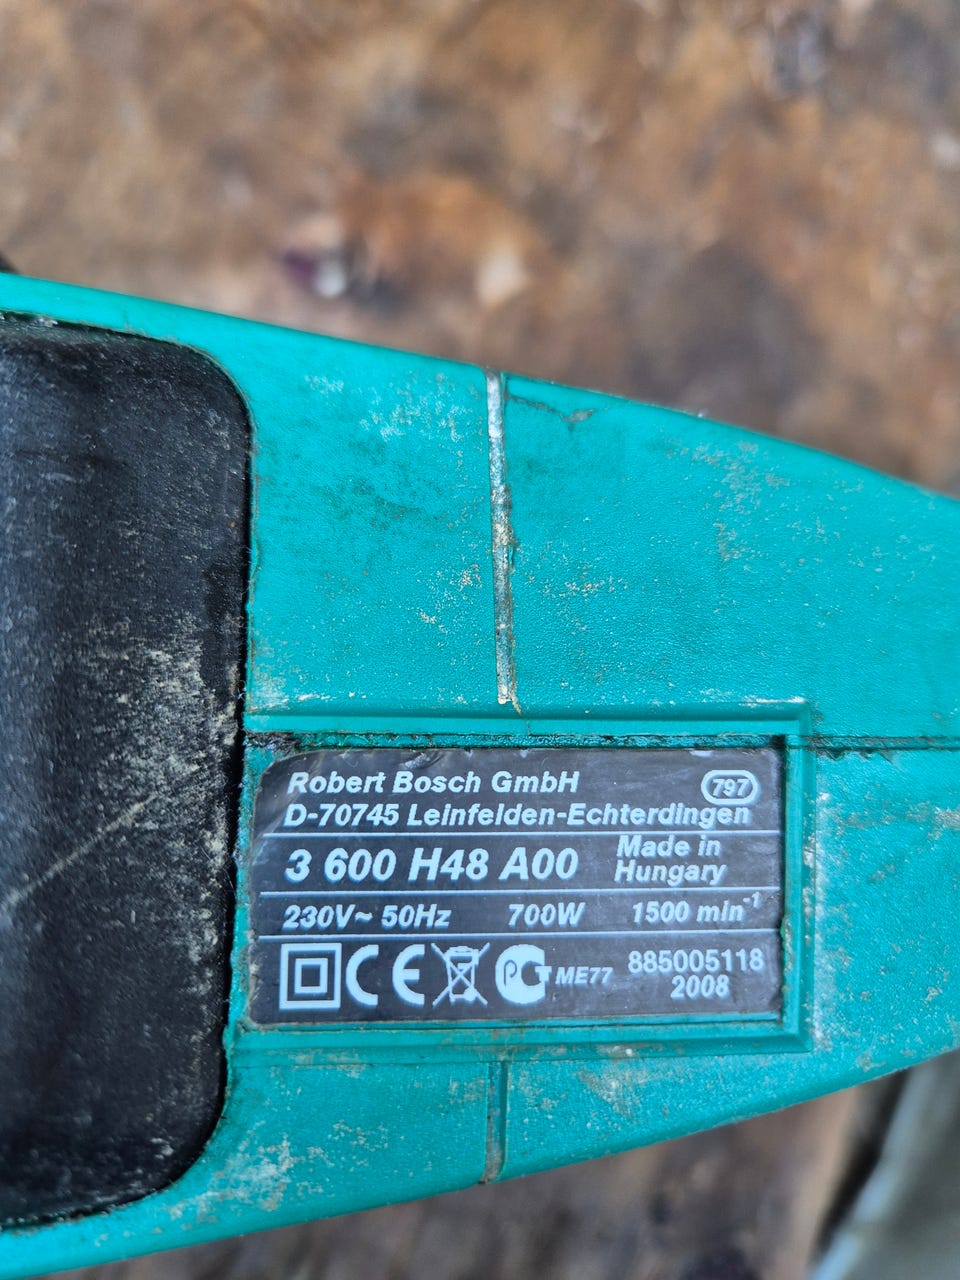 Robert Bosch GmbH 797
D-70745 Leinfelden-Echterdingen
3 600 H48 A00 Made in Hungary
230V~ 50Hz 700W 1500 min⁻¹
CE PCT ME77 885005118
2008